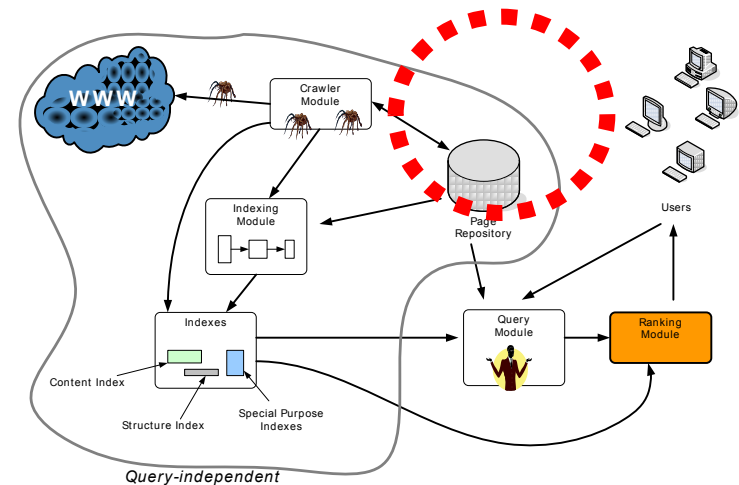 WWW
Crawler
Module
Indexing
Module
Page
Repository
Users
Indexes
Query
Module
Ranking
Module
Content Index
Structure Index
Special Purpose
Indexes
Query-independent